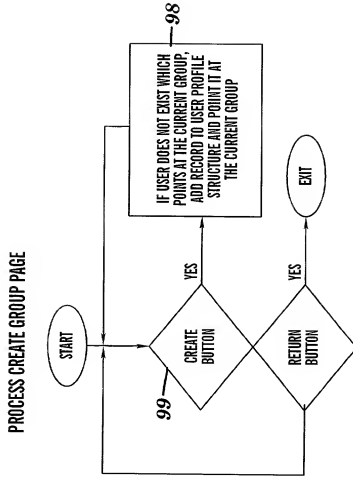 PROCESS CREATE GROUP PAGE
START
99
CREATE
BUTTON
YES
98
IF USER DOES NOT EXIST WHICH
POINTS AT THE CURRENT GROUP,
ADD RECORD TO USER PROFILE
STRUCTURE AND POINT IT AT
THE CURRENT GROUP
RETURN
BUTTON
YES
EXIT